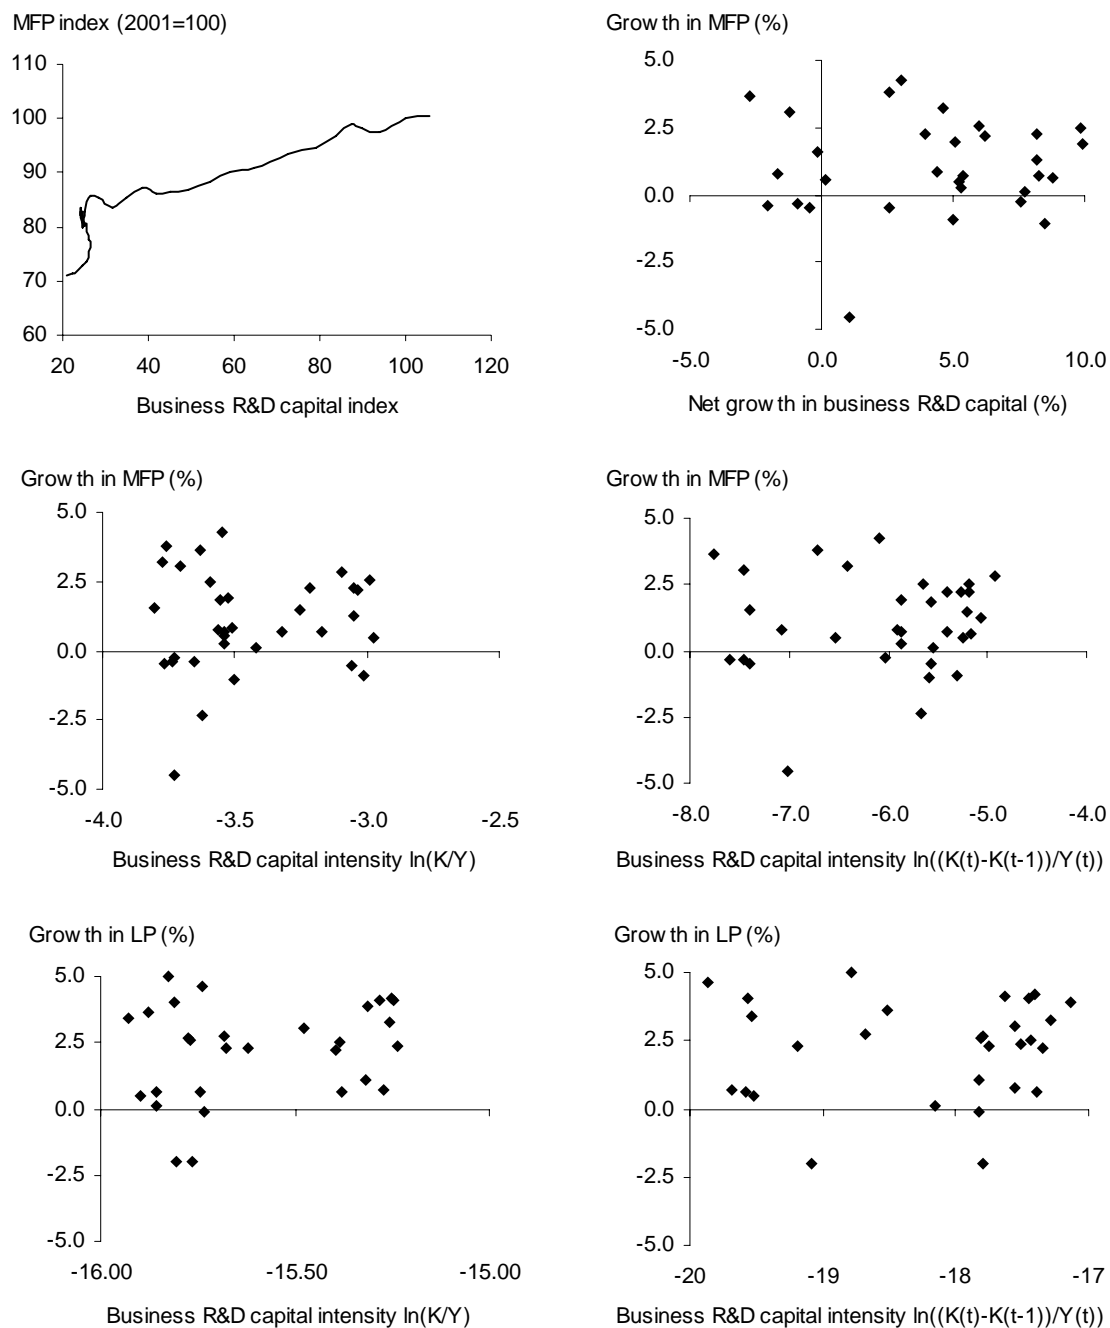 MFP index (2001=100)
110
100
90
80
70
60
20 40 60 80 100 120
Business R&D capital index
Growth in MFP (%)
5.0
2.5
0.0
-2.5
-5.0
-5.0 0.0 5.0 10.0
Net growth in business R&D capital (%)
Growth in MFP (%)
5.0
2.5
0.0
-2.5
-5.0
-4.0 -3.5 -3.0 -2.5
Business R&D capital intensity ln(K/Y)
Growth in MFP (%)
5.0
2.5
0.0
-2.5
-5.0
-8.0 -7.0 -6.0 -5.0 -4.0
Business R&D capital intensity ln((K(t)-K(t-1))/Y(t))
Growth in LP (%)
5.0
2.5
0.0
-2.5
-5.0
-16.00 -15.50 -15.00
Business R&D capital intensity ln(K/Y)
Growth in LP (%)
5.0
2.5
0.0
-2.5
-5.0
-20 -19 -18 -17
Business R&D capital intensity ln((K(t)-K(t-1))/Y(t))